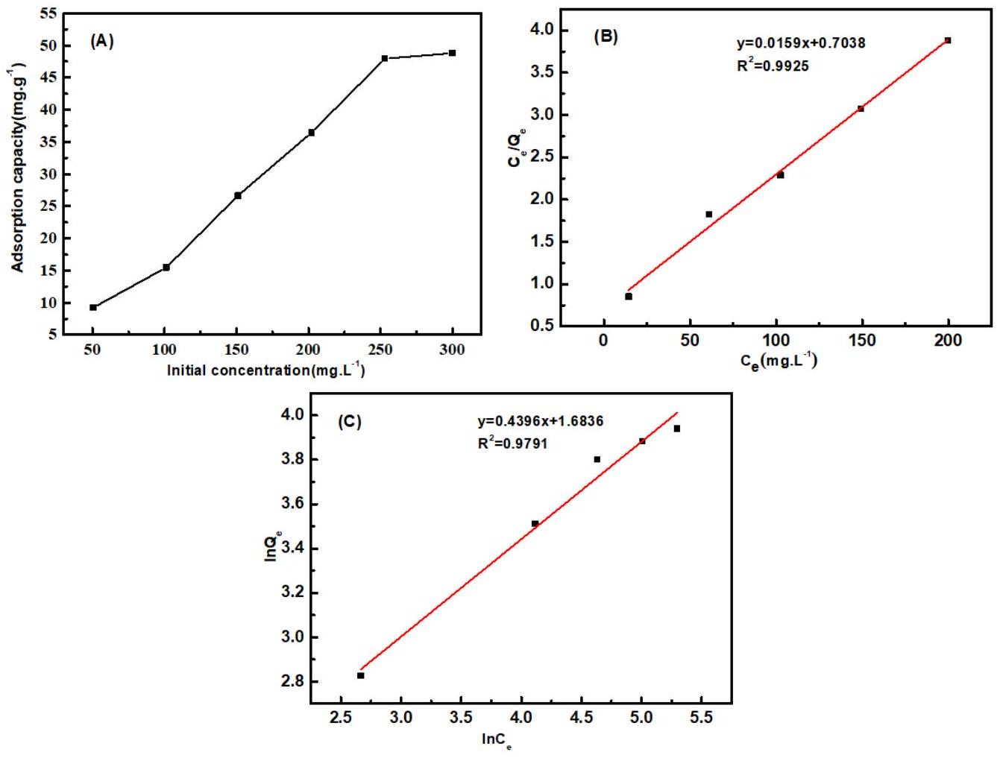 (A)
Adsorption capacity(mg.g⁻¹)
55
50
45
40
35
30
25
20
15
10
5
50 100 150 200 250 300
Initial concentration(mg.L⁻¹)
(B)
y=0.0159x+0.7038
R²=0.9925
Cₑ/Qₑ
4.0
3.5
3.0
2.5
2.0
1.5
1.0
0.5
0 50 100 150 200
Cₑ(mg.L⁻¹)
(C)
y=0.4396x+1.6836
R²=0.9791
lnQₑ
4.0
3.8
3.6
3.4
3.2
3.0
2.8
2.5 3.0 3.5 4.0 4.5 5.0 5.5
lnCₑ